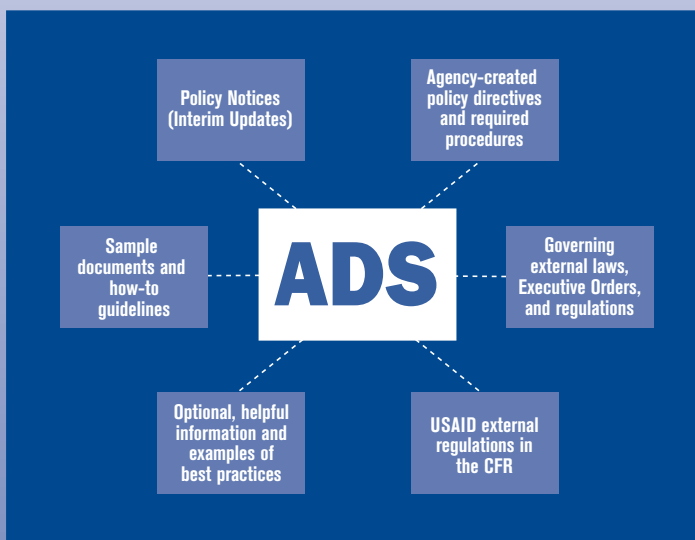 Policy Notices
(Interim Updates)
Agency-created
policy directives
and required
procedures
Sample
documents and
how-to
guidelines
ADS
Governing
external laws,
Executive Orders,
and regulations
Optional, helpful
information and
examples of
best practices
USAID external
regulations in
the CFR